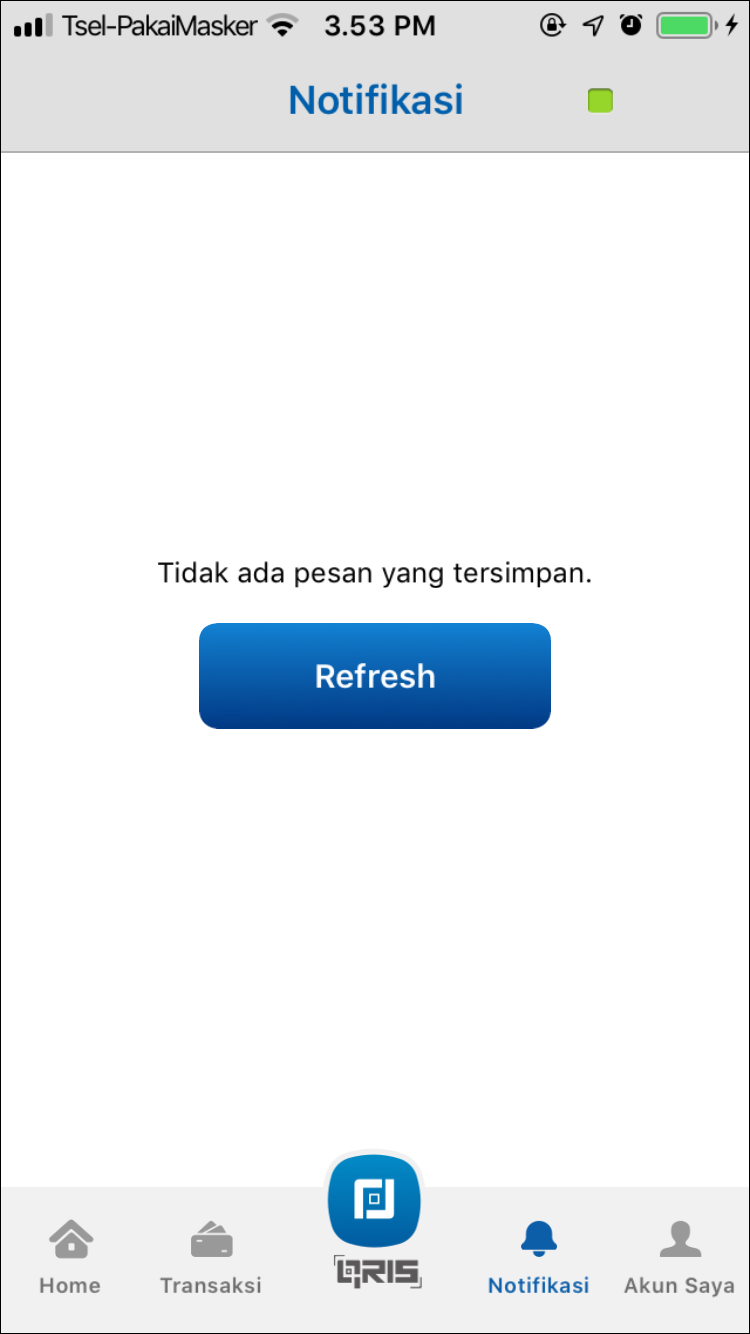 Tsel-PakaiMasker 3.53 PM
Notifikasi
Tidak ada pesan yang tersimpan.
Refresh
QRIS
Home Transaksi Notifikasi Akun Saya